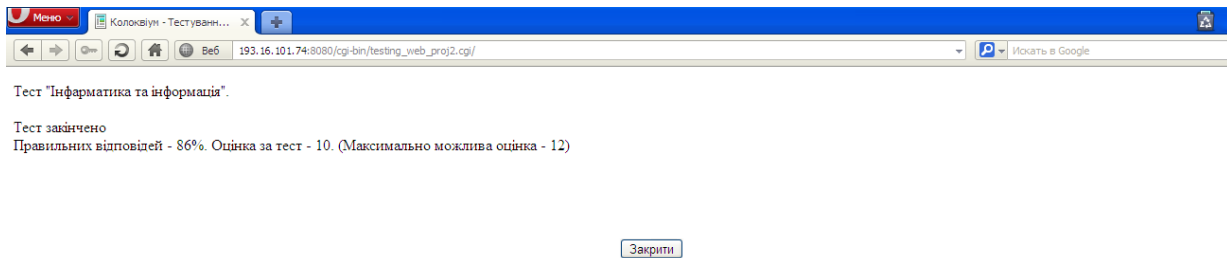 Меню
Колоквіум - Тестуванн...
Веб
193.16.101.74:8080/cgi-bin/testing_web_proj2.cgi/
Искать в Google
Тест "Інфарматика та інформація".
Тест закінчено
Правильних відповідей - 86%. Оцінка за тест - 10. (Максимально можлива оцінка - 12)
Закрити